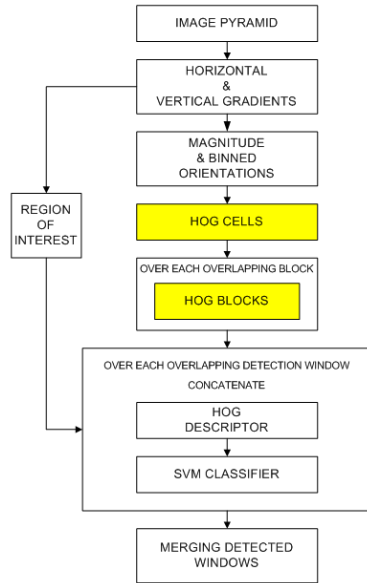 IMAGE PYRAMID
HORIZONTAL
&
VERTICAL GRADIENTS
MAGNITUDE
& BINNED
ORIENTATIONS
REGION
OF
INTEREST
HOG CELLS
OVER EACH OVERLAPPING BLOCK
HOG BLOCKS
OVER EACH OVERLAPPING DETECTION WINDOW
CONCATENATE
HOG
DESCRIPTOR
SVM CLASSIFIER
MERGING DETECTED
WINDOWS